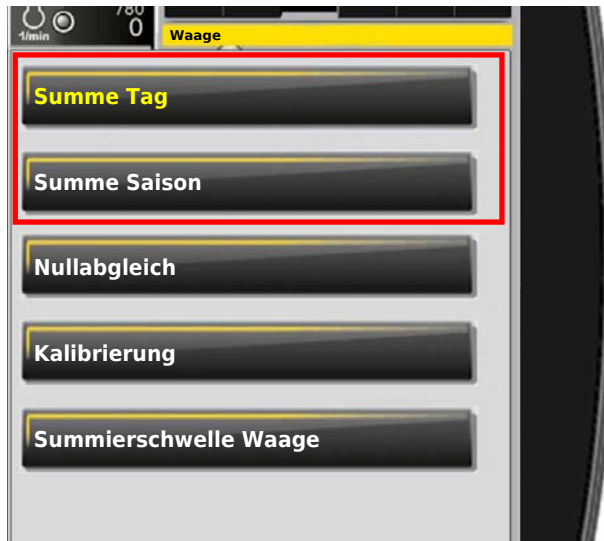 780
1/min
0
Waage
Summe Tag
Summe Saison
Nullabgleich
Kalibrierung
Summierschwelle Waage